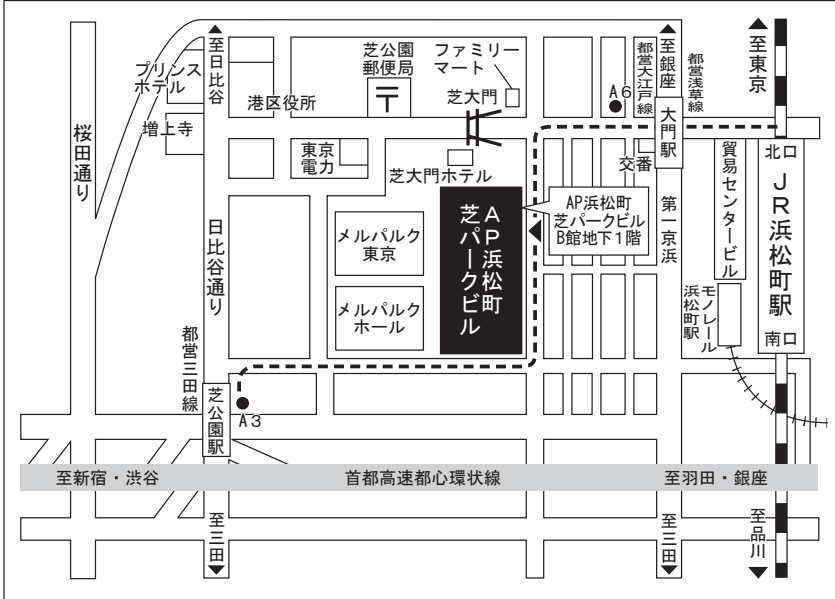 至日比谷
プリンス
ホテル
増上寺
桜田通り
港区役所
芝公園
郵便局
〒
ファミリー
マート
芝大門
東京
電力
芝大門ホテル
A6
都営大江戸線
至銀座
都営浅草線
大門駅
交番
至東京
北口
JR浜松町駅
南口
貿易センタービル
モノレール
浜松町駅
第一京浜
AP浜松町
芝パークビル
B館地下1階
AP浜松町
芝パークビル
メルパルク
東京
メルパルク
ホール
日比谷通り
都営三田線
芝公園駅
A3
至新宿・渋谷
首都高速都心環状線
至羽田・銀座
至三田
至三田
至品川